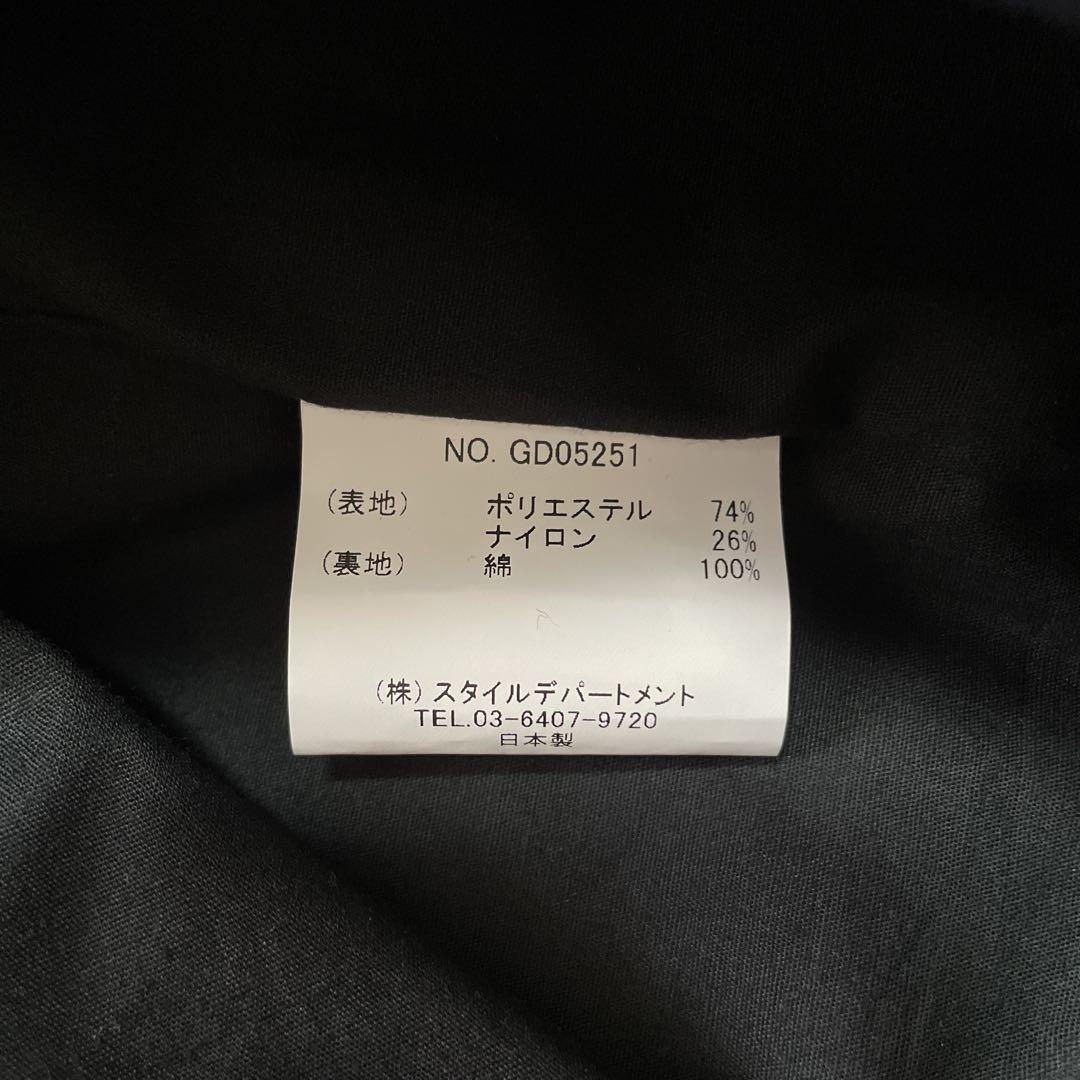 NO. GD05251
(表地) ポリエステル 74%
ナイロン 26%
(裏地) 綿 100%
(株)スタイルデパートメント
TEL.03-6407-9720
日本製